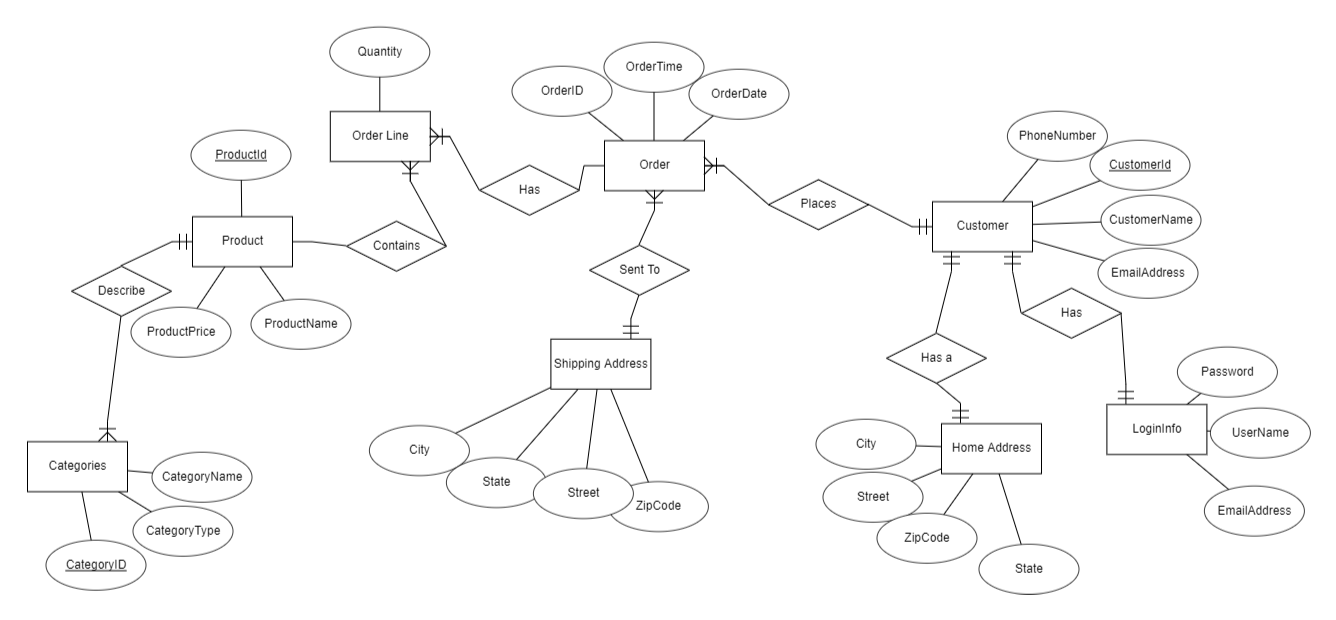 Quantity
OrderTime
OrderID
OrderDate
Order Line
PhoneNumber
ProductId
Order
CustomerId
Has
Places
CustomerName
Customer
Product
Contains
Sent To
EmailAddress
Describe
Has
ProductPrice
ProductName
Has a
Shipping Address
Password
LoginInfo
UserName
City
City
Home Address
Categories
CategoryName
State
Street
Street
ZipCode
EmailAddress
CategoryType
ZipCode
CategoryID
State